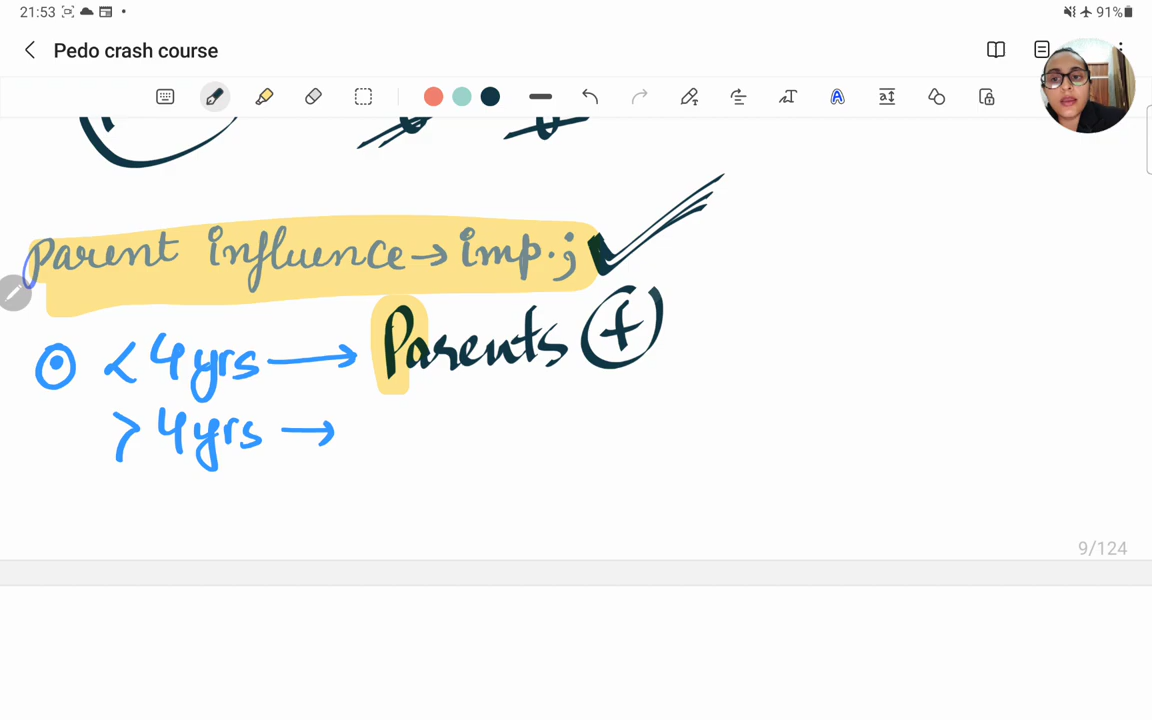 21:53 91%
Pedo crash course
Parent influence → imp.;
⊙ < 4 yrs → Parents (+)
> 4 yrs →
9/124